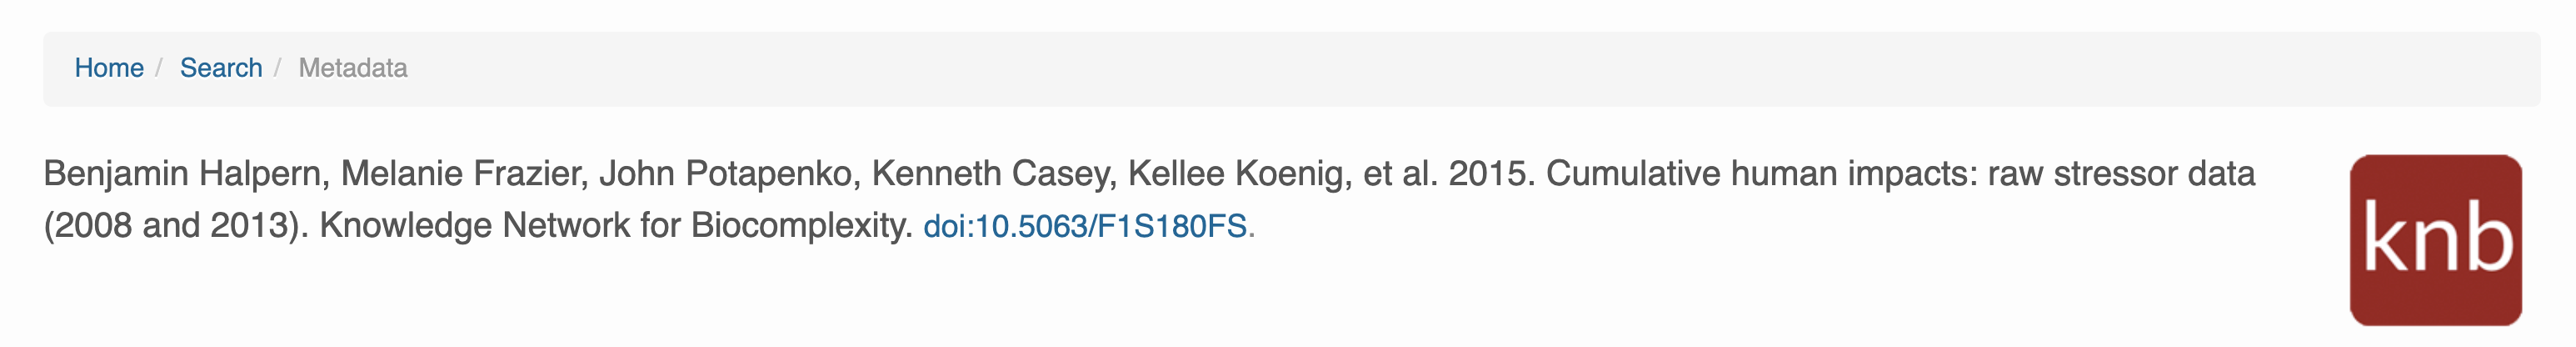 Home / Search / Metadata
Benjamin Halpern, Melanie Frazier, John Potapenko, Kenneth Casey, Kellee Koenig, et al. 2015. Cumulative human impacts: raw stressor data
(2008 and 2013). Knowledge Network for Biocomplexity. doi:10.5063/F1S180FS.
knb